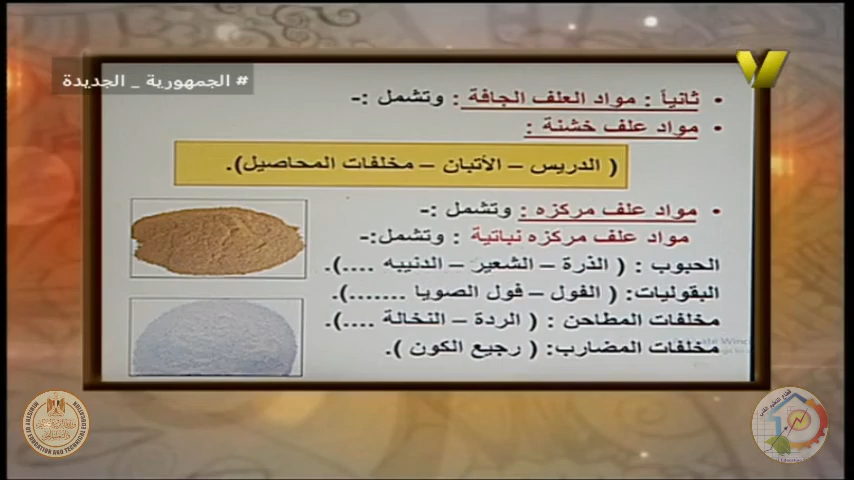 # الجمهورية _ الجديدة
• ثانياً : مواد العلف الجافة : وتشمل :-
• مواد علف خشنة :
( الدريس – الأتبان – مخلفات المحاصيل).
• مواد علف مركزه : وتشمل :-
مواد علف مركزه نباتية : وتشمل:-
الحبوب : ( الذرة – الشعير – الدنيبه ....).
البقوليات: ( الفول – فول الصويا .......).
مخلفات المطاحن : ( الردة – النخالة ....).
مخلفات المضارب: ( رجيع الكون ).